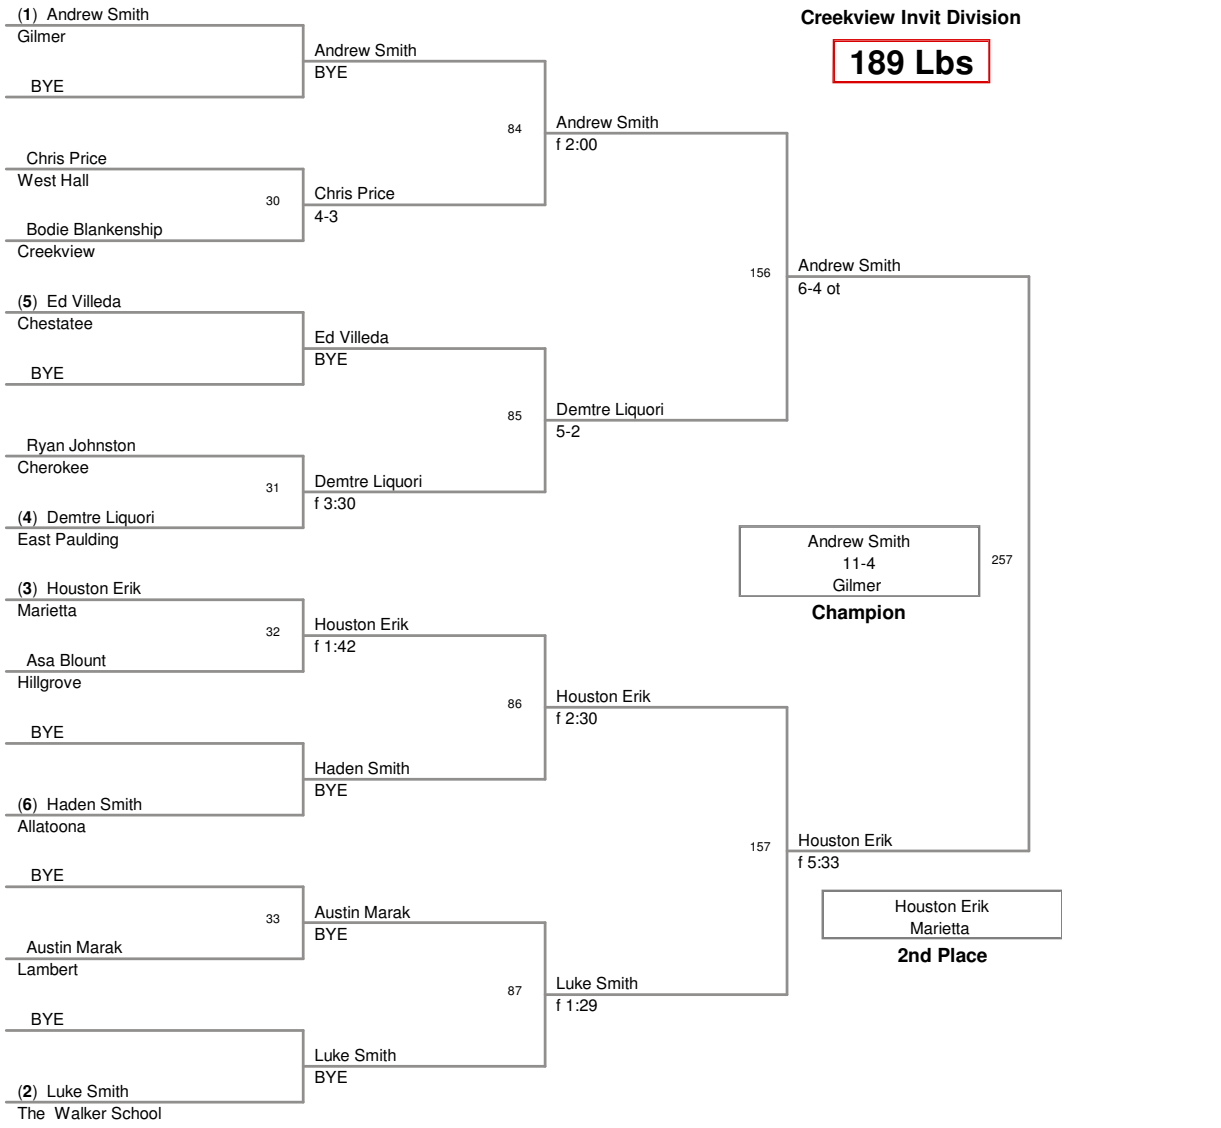 Creekview Invit Division
189 Lbs
(1) Andrew Smith
Gilmer
BYE
Chris Price
West Hall
30
Bodie Blankenship
Creekview
(5) Ed Villeda
Chestatee
BYE
Ryan Johnston
Cherokee
31
(4) Demtre Liquori
East Paulding
(3) Houston Erik
Marietta
32
Asa Blount
Hillgrove
BYE
(6) Haden Smith
Allatoona
BYE
33
Austin Marak
Lambert
BYE
(2) Luke Smith
The Walker School
Andrew Smith
BYE
84
Chris Price
4-3
Ed Villeda
BYE
85
Demtre Liquori
f 3:30
Houston Erik
f 1:42
86
Haden Smith
BYE
Austin Marak
BYE
87
Luke Smith
BYE
Andrew Smith
f 2:00
156
Demtre Liquori
5-2
Houston Erik
f 2:30
157
Luke Smith
f 1:29
Andrew Smith
6-4 ot
257
Houston Erik
f 5:33
Andrew Smith
11-4
Gilmer
Champion
Houston Erik
Marietta
2nd Place